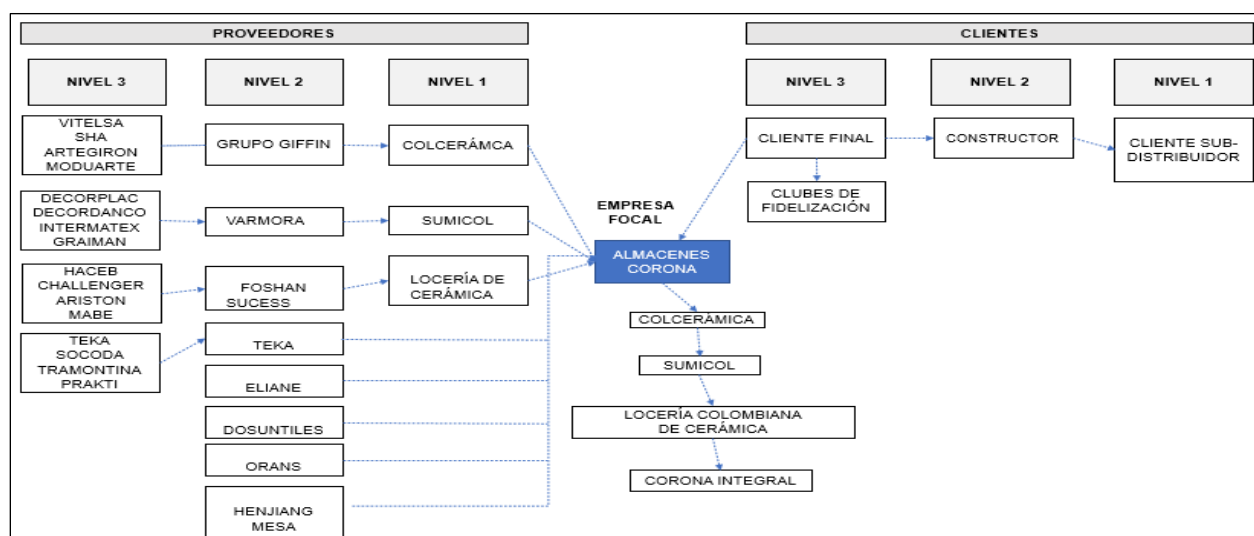 PROVEEDORES
CLIENTES
NIVEL 3
NIVEL 2
NIVEL 1
NIVEL 3
NIVEL 2
NIVEL 1
VITELSA
SHA
ARTEGIRON
MODUARTE
GRUPO GIFFIN
COLCERÁMCA
CLIENTE FINAL
CONSTRUCTOR
CLIENTE SUB-
DISTRIBUIDOR
CLUBES DE
FIDELIZACIÓN
DECORPLAC
DECORDANCO
INTERMATEX
GRAIMAN
VARMORA
SUMICOL
EMPRESA
FOCAL
ALMACENES
CORONA
HACEB
CHALLENGER
ARISTON
MABE
FOSHAN
SUCESS
LOCERÍA DE
CERÁMICA
COLCERÁMICA
TEKA
SOCODA
TRAMONTINA
PRAKTI
TEKA
SUMICOL
ELIANE
LOCERÍA COLOMBIANA
DE CERÁMICA
DOSUNTILES
ORANS
CORONA INTEGRAL
HENJIANG
MESA